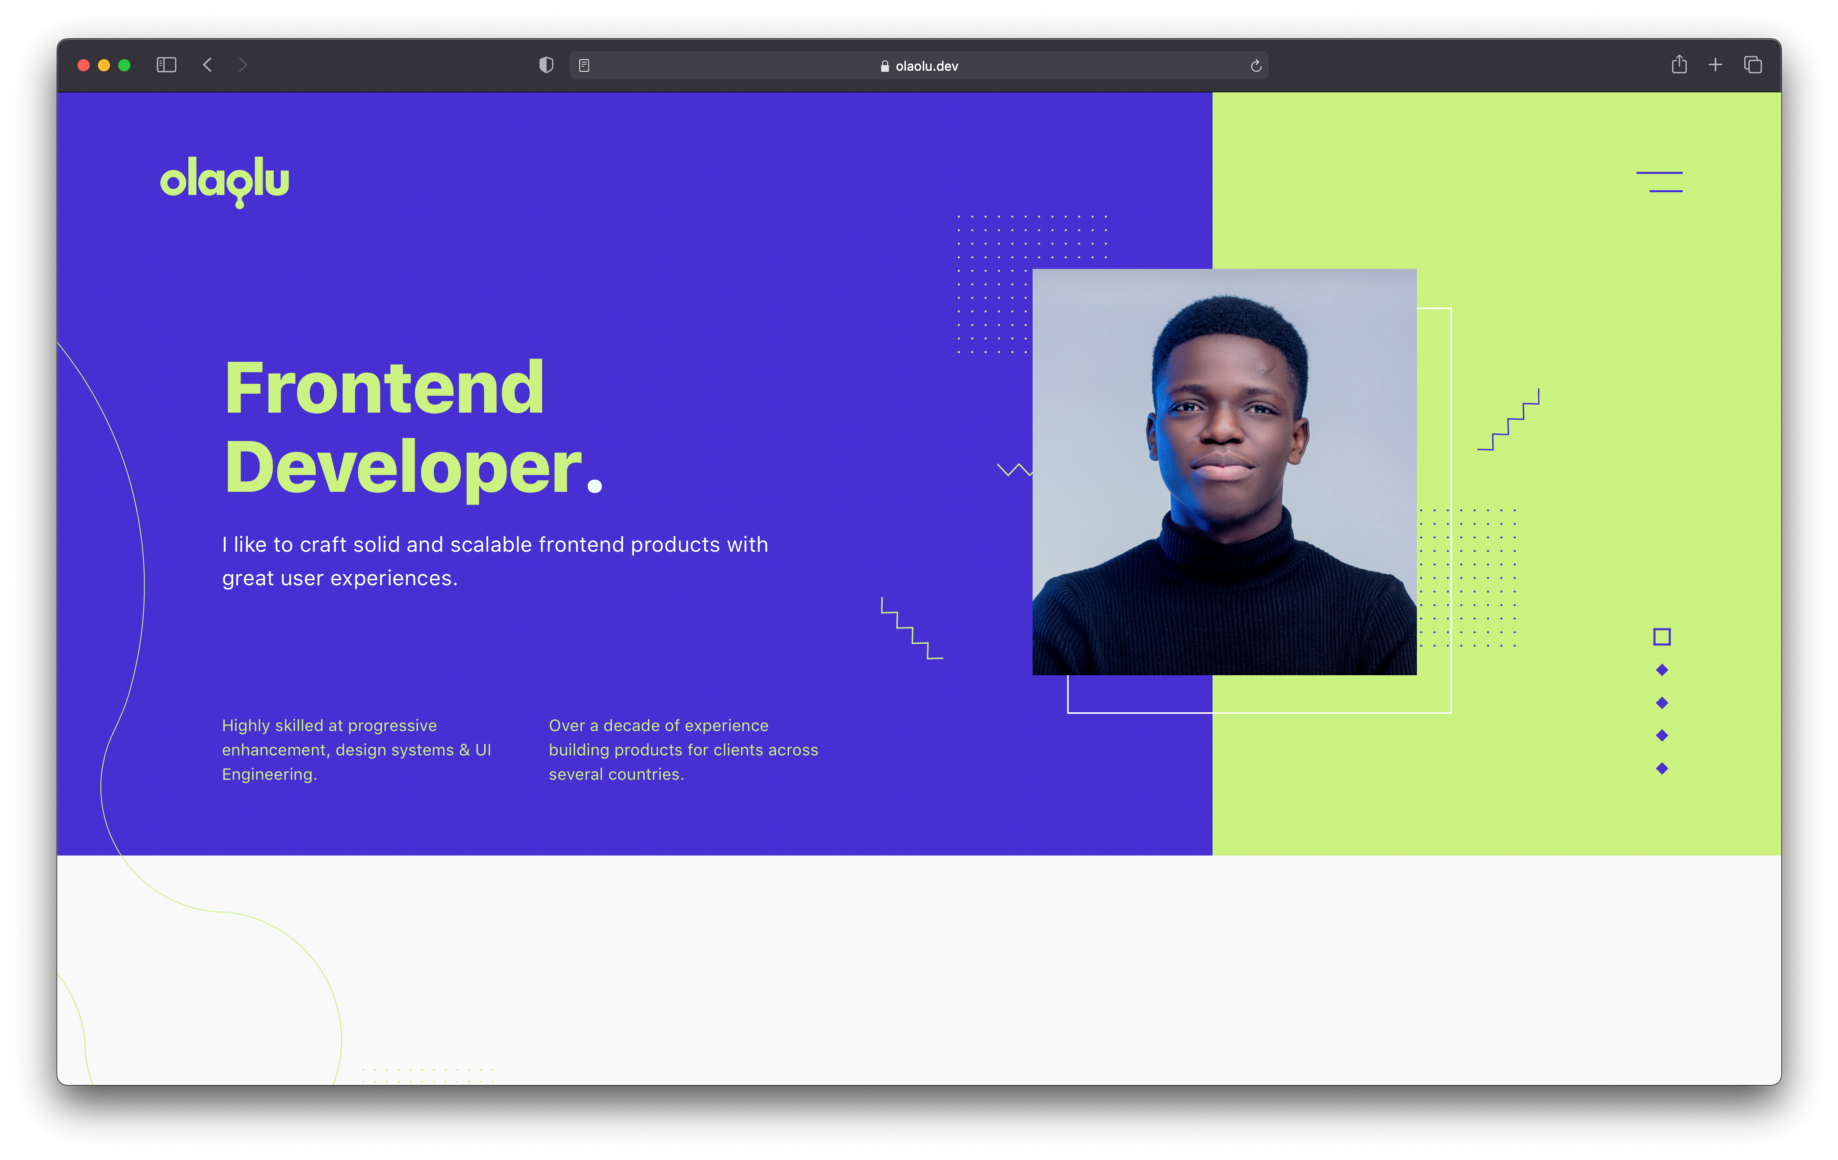 olaolu.dev
olaolu
Frontend
Developer.
I like to craft solid and scalable frontend products with
great user experiences.
Highly skilled at progressive
enhancement, design systems & UI
Engineering.
Over a decade of experience
building products for clients across
several countries.